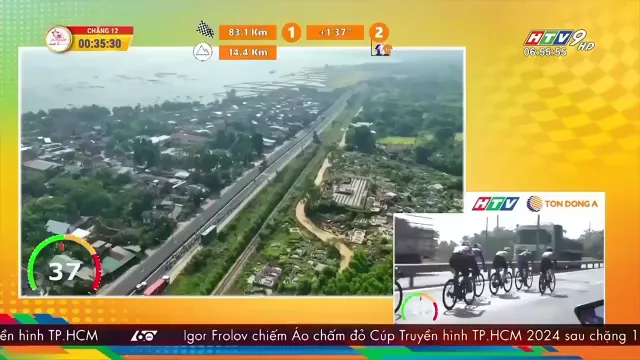 CHẶNG 12
00:35:30
83.1 Km
14.4 Km
1
+1'37"
2
HTV9 HD
06:55:55
HTV
TON DONG A
37
ền hình TP.HCM
60
Igor Frolov chiếm Áo chấm đỏ Cúp Truyền hình TP.HCM 2024 sau chặng 1